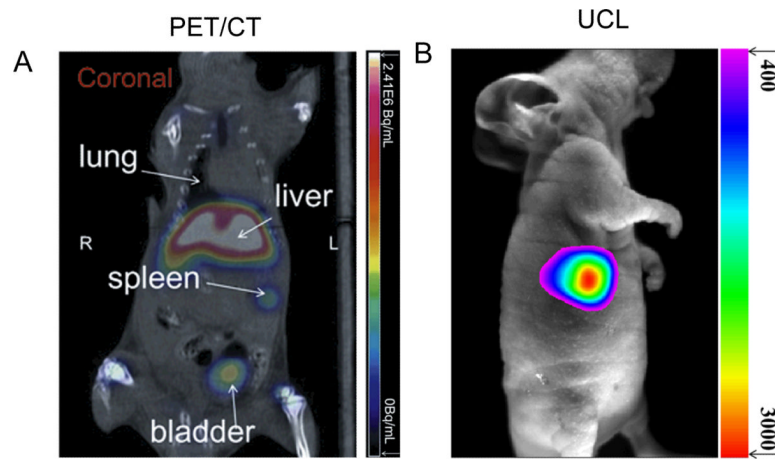 PET/CT
UCL
A
B
Coronal
2.41E6 Bq/mL
400
lung
liver
R
L
spleen
bladder
0Bq/mL
3000